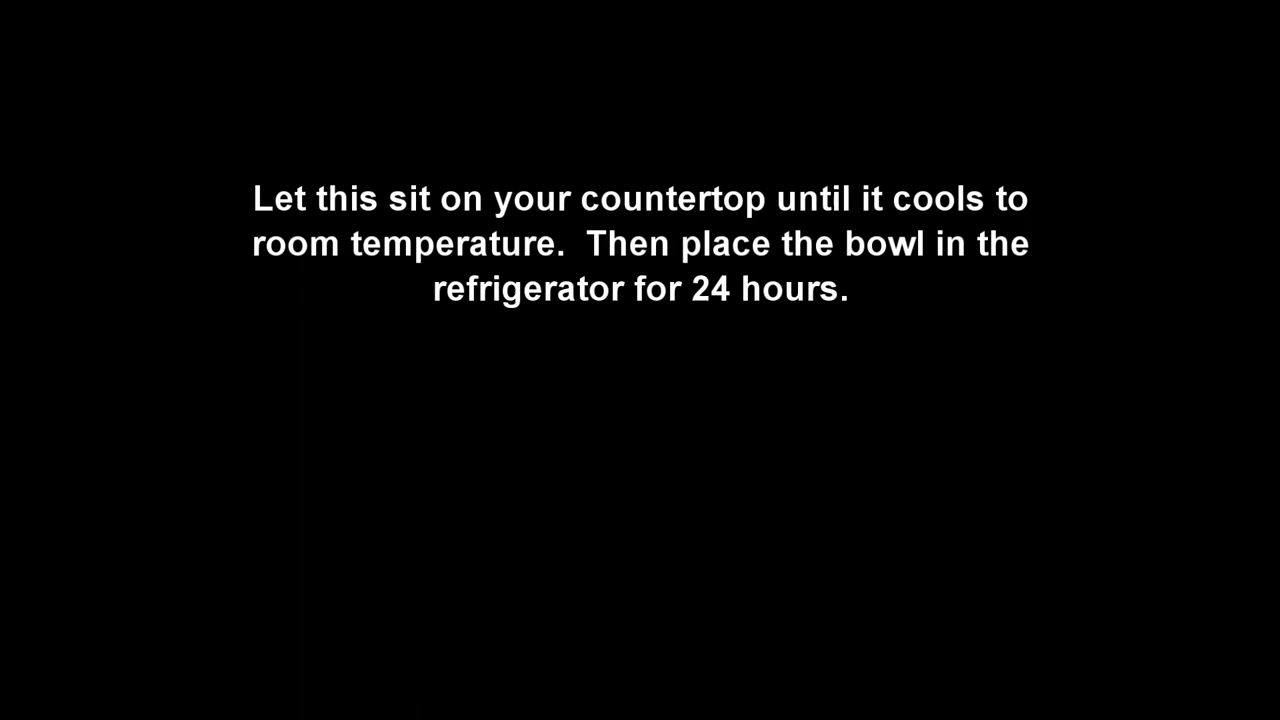 Let this sit on your countertop until it cools to
room temperature.  Then place the bowl in the
refrigerator for 24 hours.